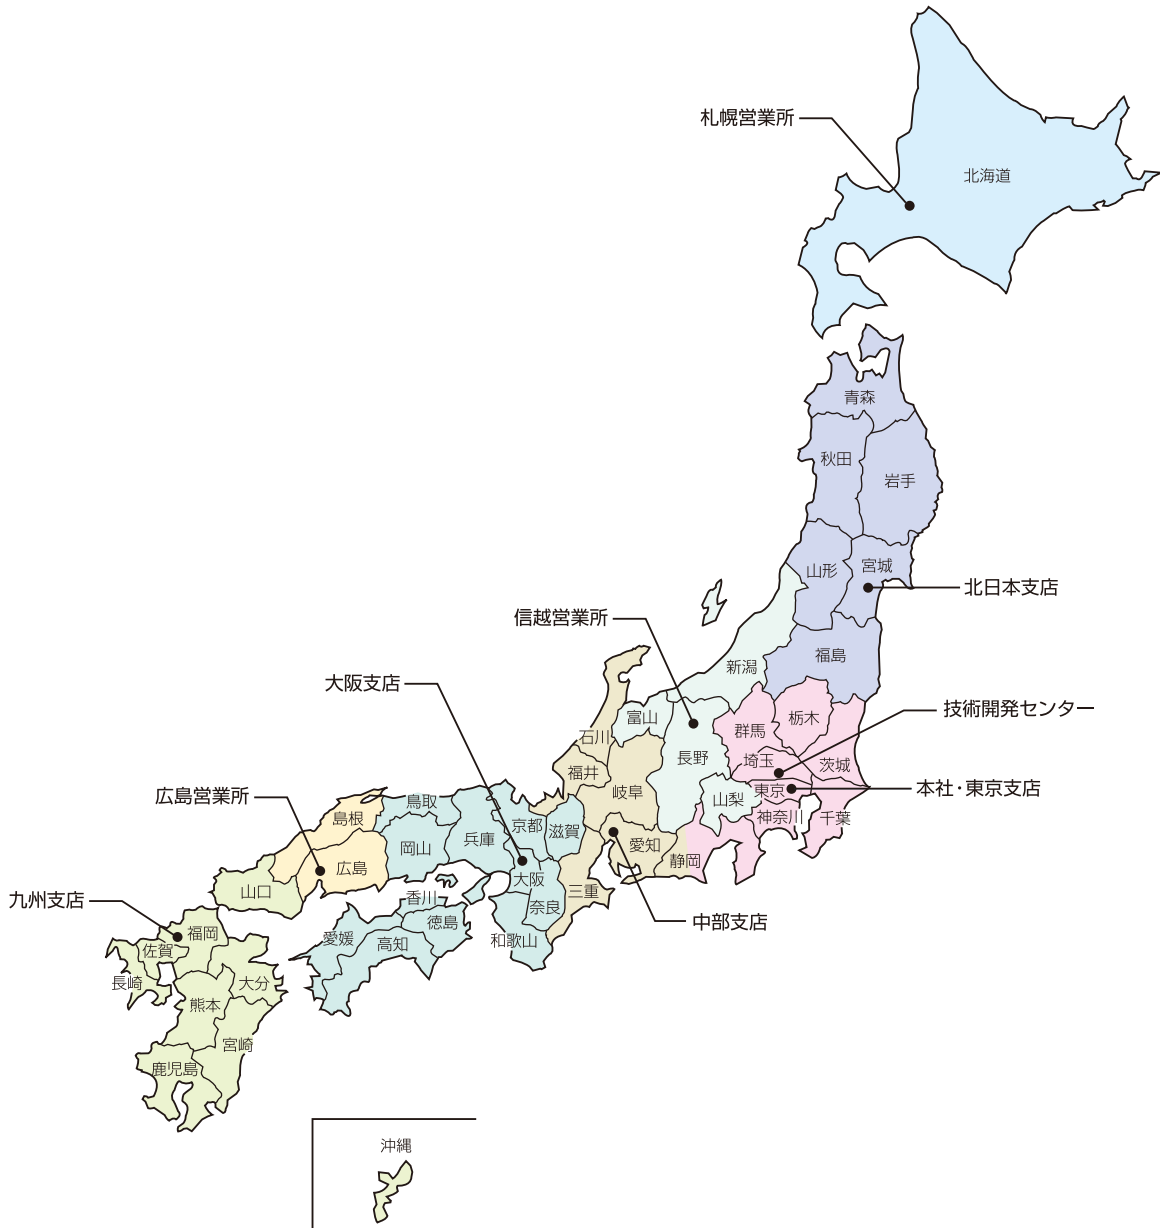 札幌営業所
北海道
青森
秋田
岩手
山形
宮城
北日本支店
信越営業所
福島
新潟
大阪支店
技術開発センター
富山
栃木
群馬
石川
長野
埼玉
茨城
福井
岐阜
本社・東京支店
東京
山梨
広島営業所
鳥取
島根
神奈川
千葉
京都
滋賀
兵庫
岡山
愛知
静岡
広島
大阪
山口
三重
九州支店
香川
奈良
中部支店
徳島
福岡
愛媛
高知
和歌山
佐賀
長崎
大分
熊本
宮崎
鹿児島
沖縄